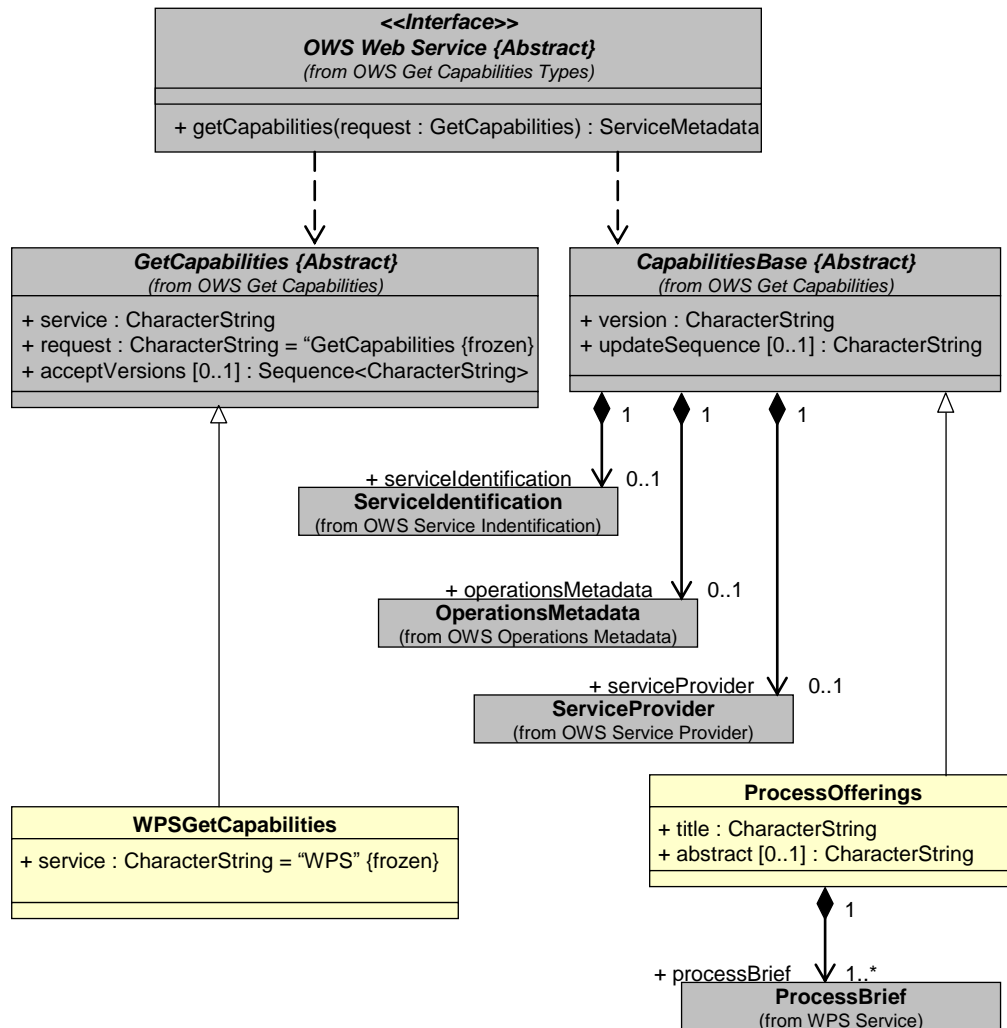 <<Interface>>
OWS Web Service {Abstract}
(from OWS Get Capabilities Types)
+ getCapabilities(request : GetCapabilities) : ServiceMetadata
GetCapabilities {Abstract}
(from OWS Get Capabilities)
+ service : CharacterString
+ request : CharacterString = “GetCapabilities {frozen}
+ acceptVersions [0..1] : Sequence<CharacterString>
CapabilitiesBase {Abstract}
(from OWS Get Capabilities)
+ version : CharacterString
+ updateSequence [0..1] : CharacterString
1
1
1
+ serviceIdentification
0..1
ServiceIdentification
(from OWS Service Indentification)
+ operationsMetadata
0..1
OperationsMetadata
(from OWS Operations Metadata)
+ serviceProvider
0..1
ServiceProvider
(from OWS Service Provider)
WPSGetCapabilities
+ service : CharacterString = “WPS” {frozen}
ProcessOfferings
+ title : CharacterString
+ abstract [0..1] : CharacterString
1
+ processBrief
1..*
ProcessBrief
(from WPS Service)